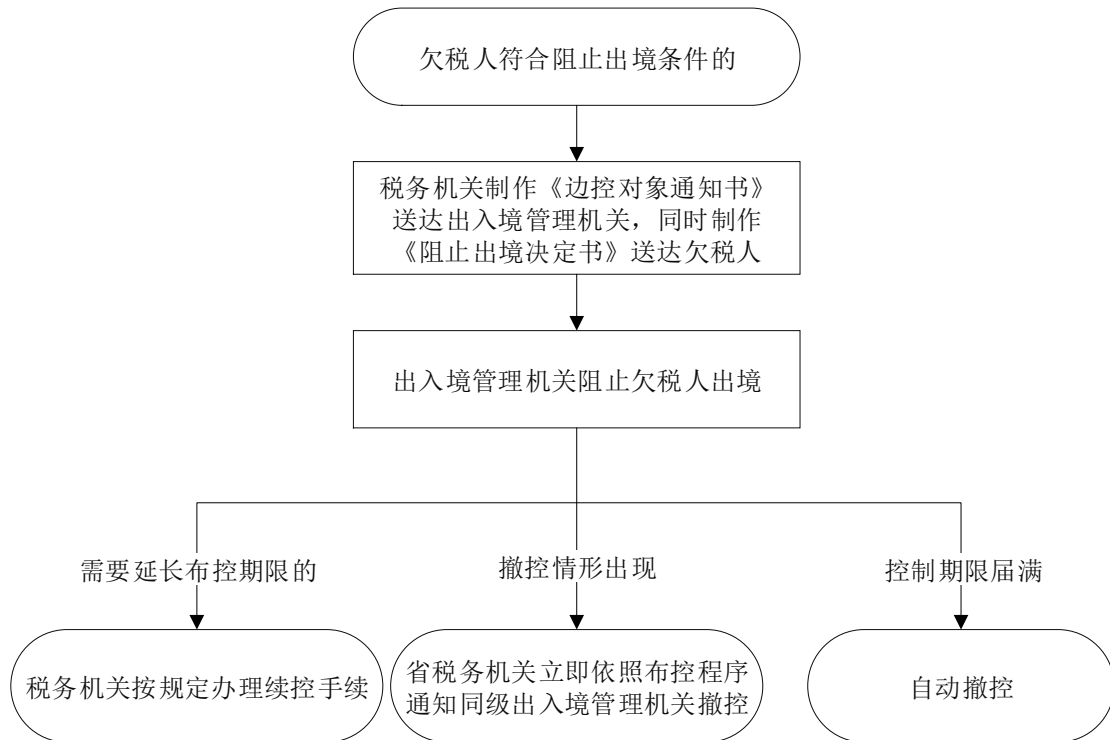 欠税人符合阻止出境条件的
税务机关制作《边控对象通知书》
送达出入境管理机关，同时制作
《阻止出境决定书》送达欠税人
出入境管理机关阻止欠税人出境
需要延长布控期限的
撤控情形出现
控制期限届满
税务机关按规定办理续控手续
省税务机关立即依照布控程序
通知同级出入境管理机关撤控
自动撤控